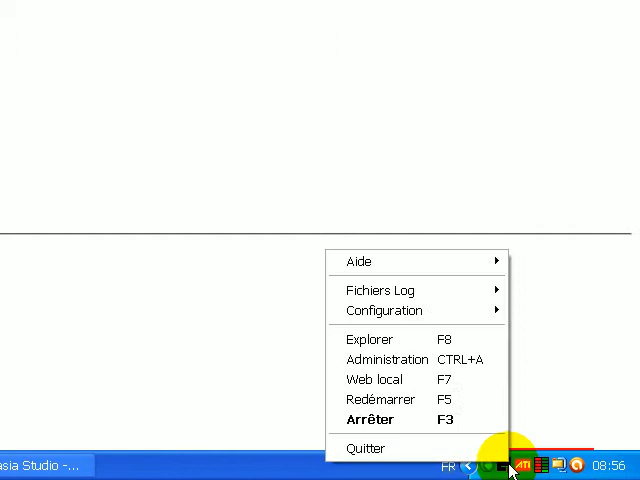 Aide
Fichiers Log
Configuration
Explorer F8
Administration CTRL+A
Web local F7
Redémarrer F5
Arrêter F3
Quitter
asia Studio -... FR ATI 08:56